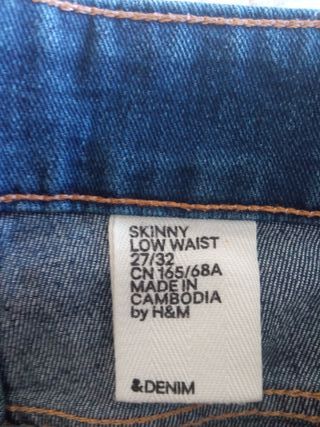 SKINNY
LOW WAIST
27/32
CN 165/68A
MADE IN
CAMBODIA
by H&M
&DENIM